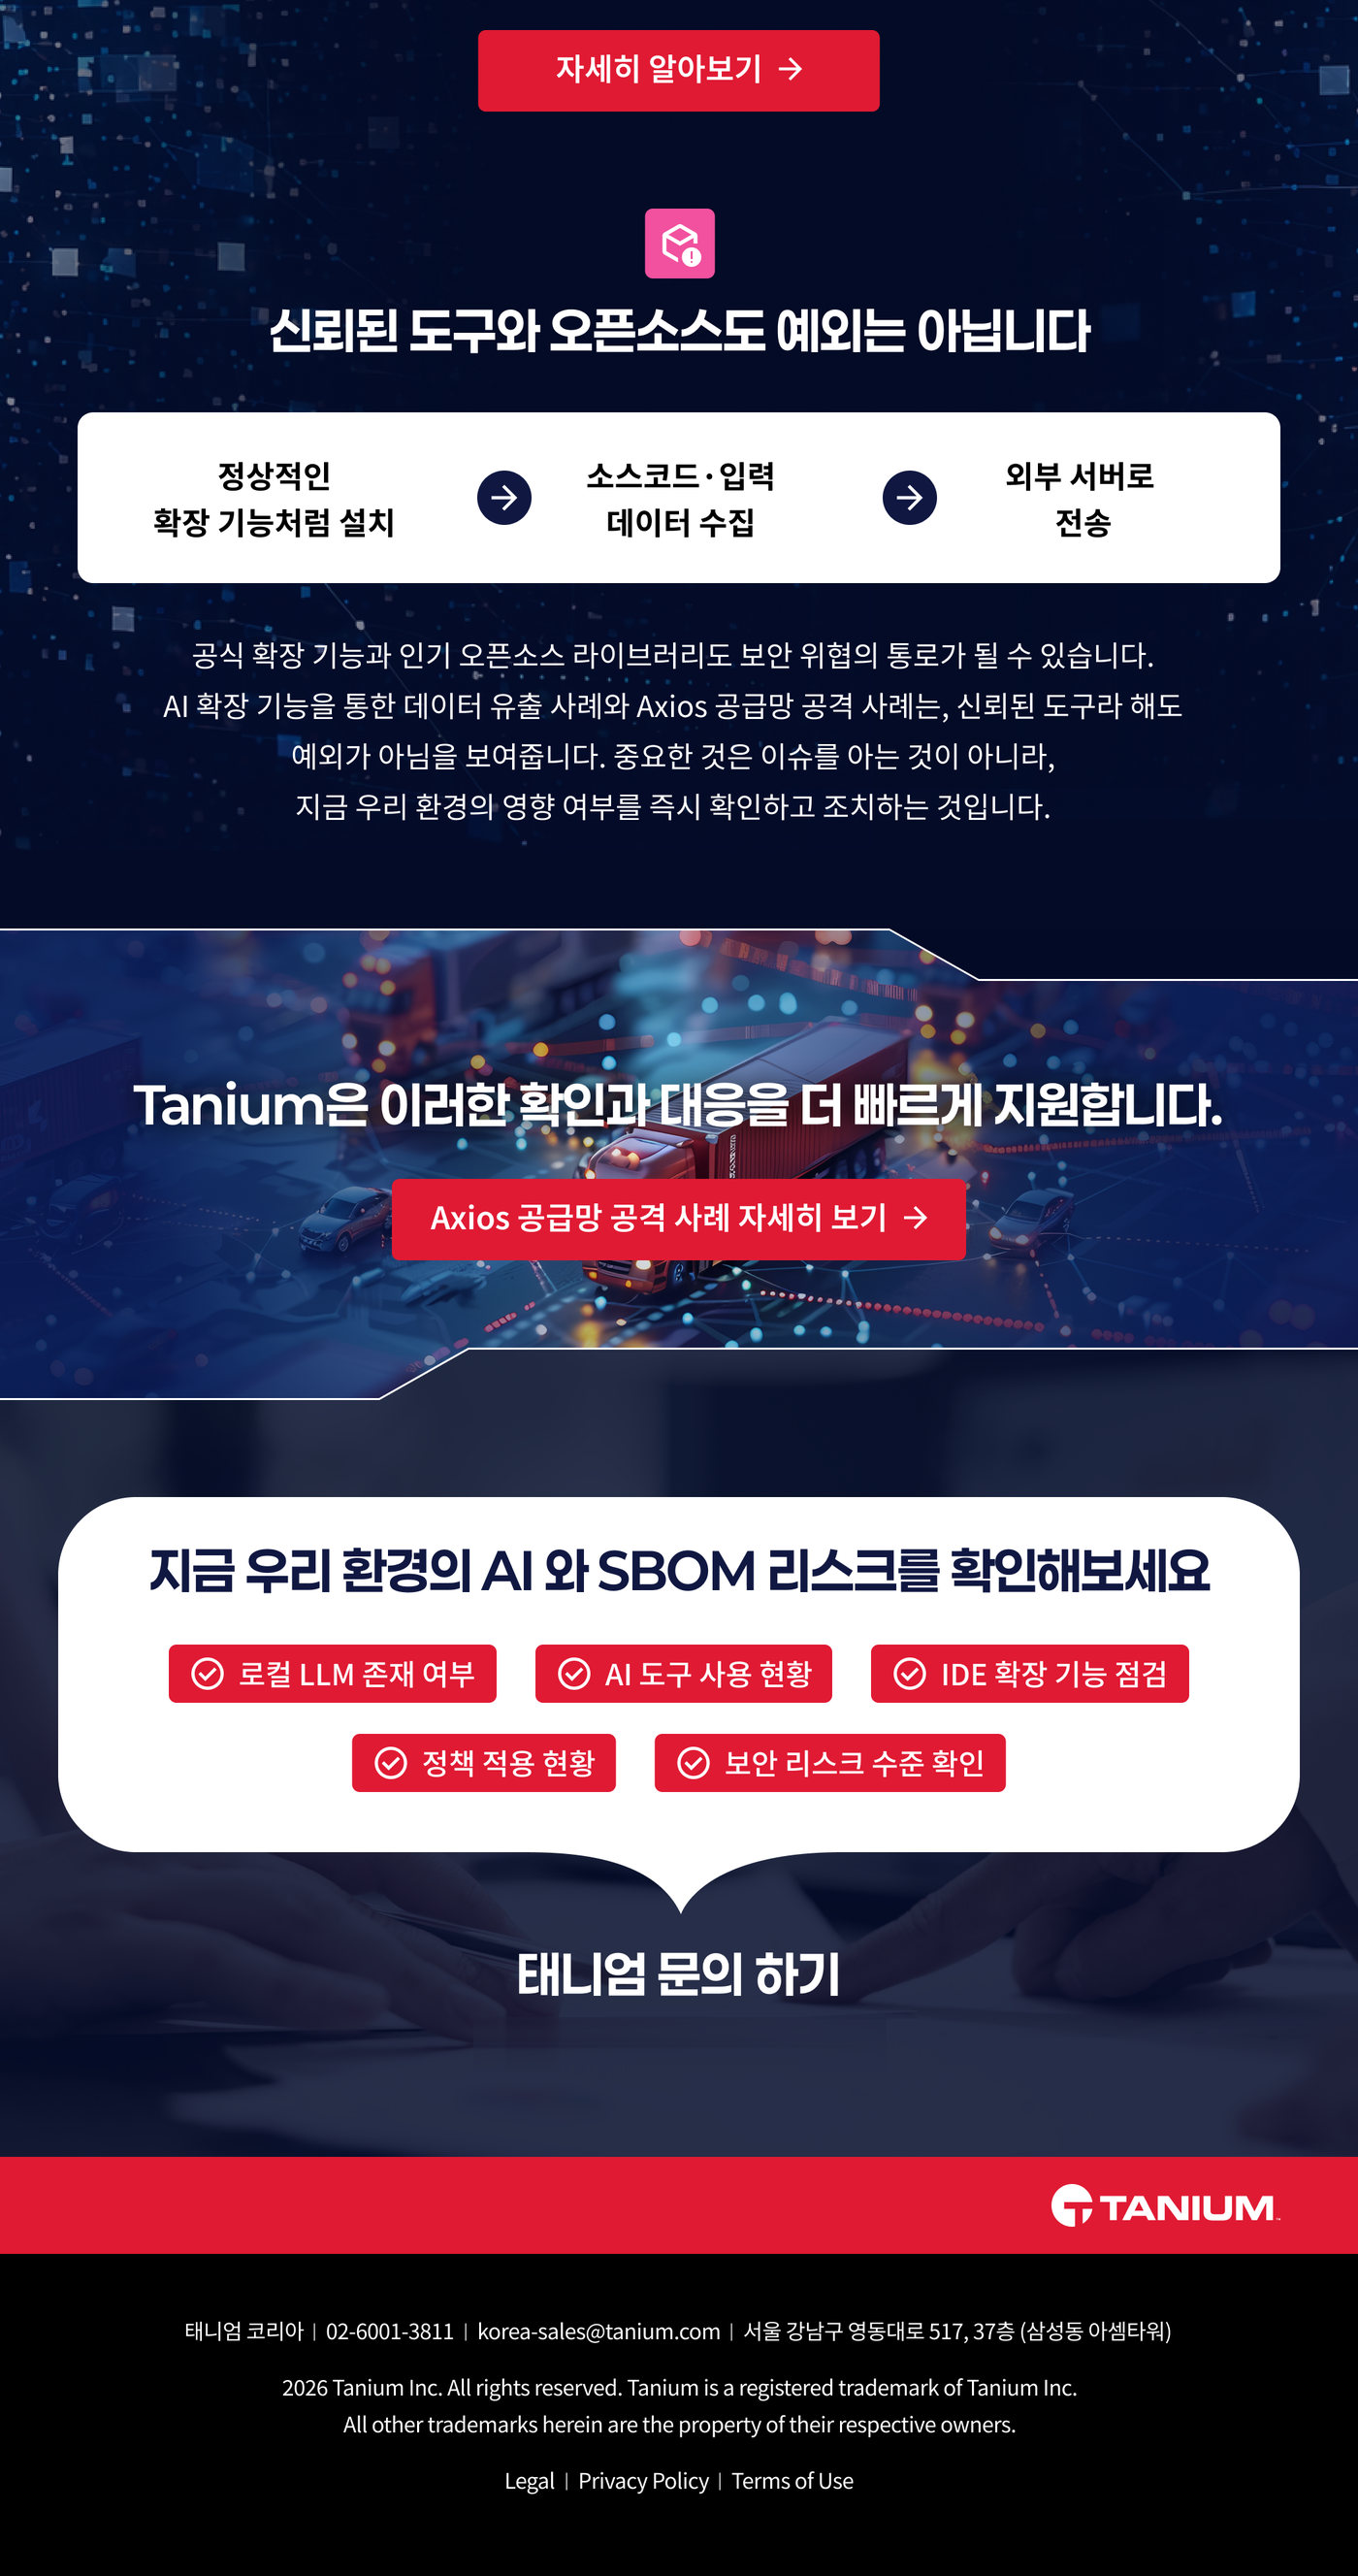 자세히 알아보기 →
신뢰된 도구와 오픈소스도 예외는 아닙니다
정상적인
확장 기능처럼 설치
소스코드·입력
데이터 수집
외부 서버로
전송
공식 확장 기능과 인기 오픈소스 라이브러리도 보안 위협의 통로가 될 수 있습니다.
AI 확장 기능을 통한 데이터 유출 사례와 Axios 공급망 공격 사례는, 신뢰된 도구라 해도
예외가 아님을 보여줍니다. 중요한 것은 이슈를 아는 것이 아니라,
지금 우리 환경의 영향 여부를 즉시 확인하고 조치하는 것입니다.
Tanium은 이러한 확인과 대응을 더 빠르게 지원합니다.
Axios 공급망 공격 사례 자세히 보기 →
지금 우리 환경의 AI 와 SBOM 리스크를 확인해보세요
로컬 LLM 존재 여부
AI 도구 사용 현황
IDE 확장 기능 점검
정책 적용 현황
보안 리스크 수준 확인
태니엄 문의 하기
TANIUM
태니엄 코리아 | 02-6001-3811 | korea-sales@tanium.com | 서울 강남구 영동대로 517, 37층 (삼성동 아셈타워)
2026 Tanium Inc. All rights reserved. Tanium is a registered trademark of Tanium Inc.
All other trademarks herein are the property of their respective owners.
Legal | Privacy Policy | Terms of Use